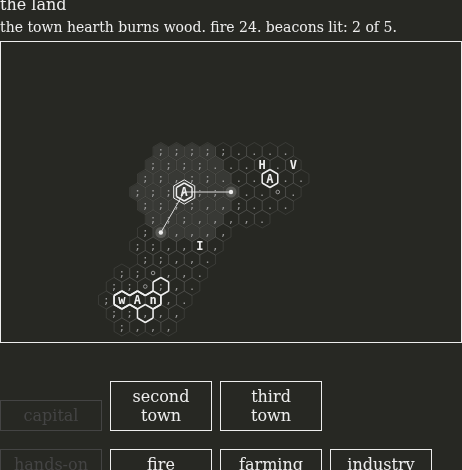 the land
the town hearth burns wood. fire 24. beacons lit: 2 of 5.
H V
A A
I
w A n
capital
second town
third town
hands-on
fire
farming
industry